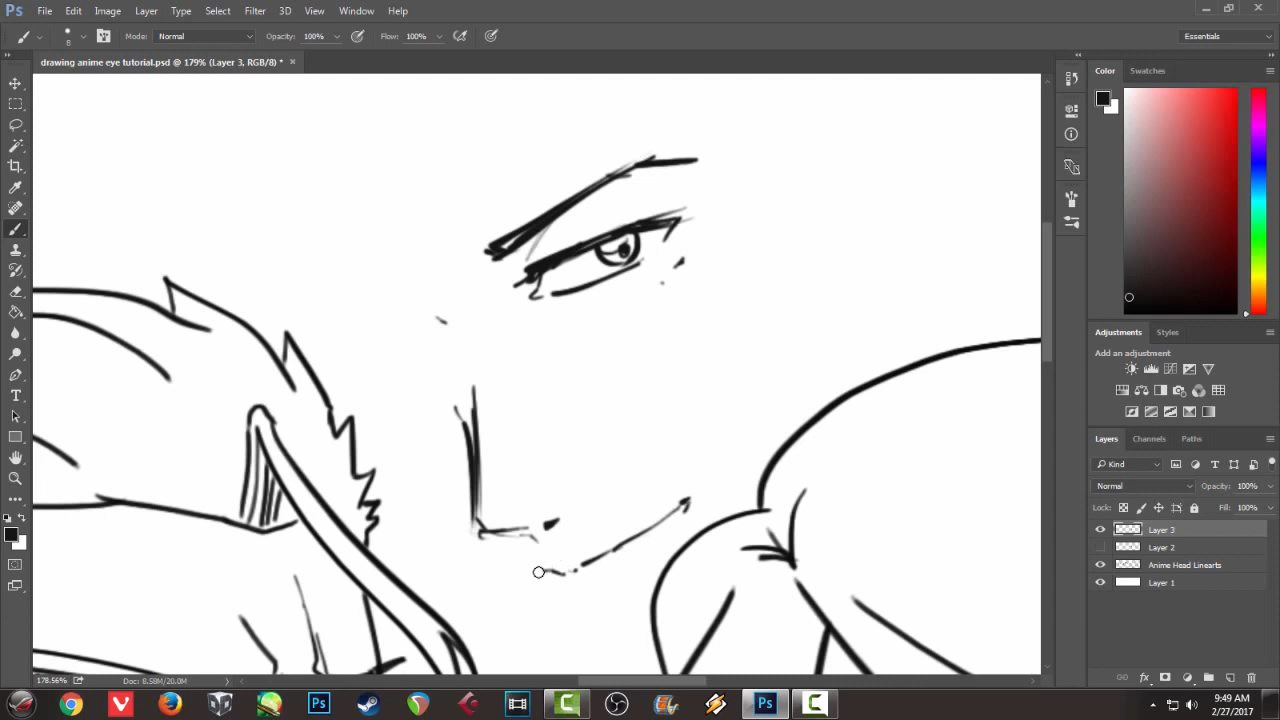 Ps File Edit Image Layer Type Select Filter 3D View Window Help
8 Mode: Normal Opacity: 100% Flow: 100% Essentials
drawing anime eye tutorial.psd @ 179% (Layer 3, RGB/8) *
Color Swatches
Adjustments Styles
Add an adjustment
Layers Channels Paths
Kind
Normal Opacity: 100%
Lock: Fill: 100%
Layer 3
Layer 2
Anime Head Linearts
Layer 1
178.56% Doc: 8.58M/20.0M
9:49 AM
2/27/2017